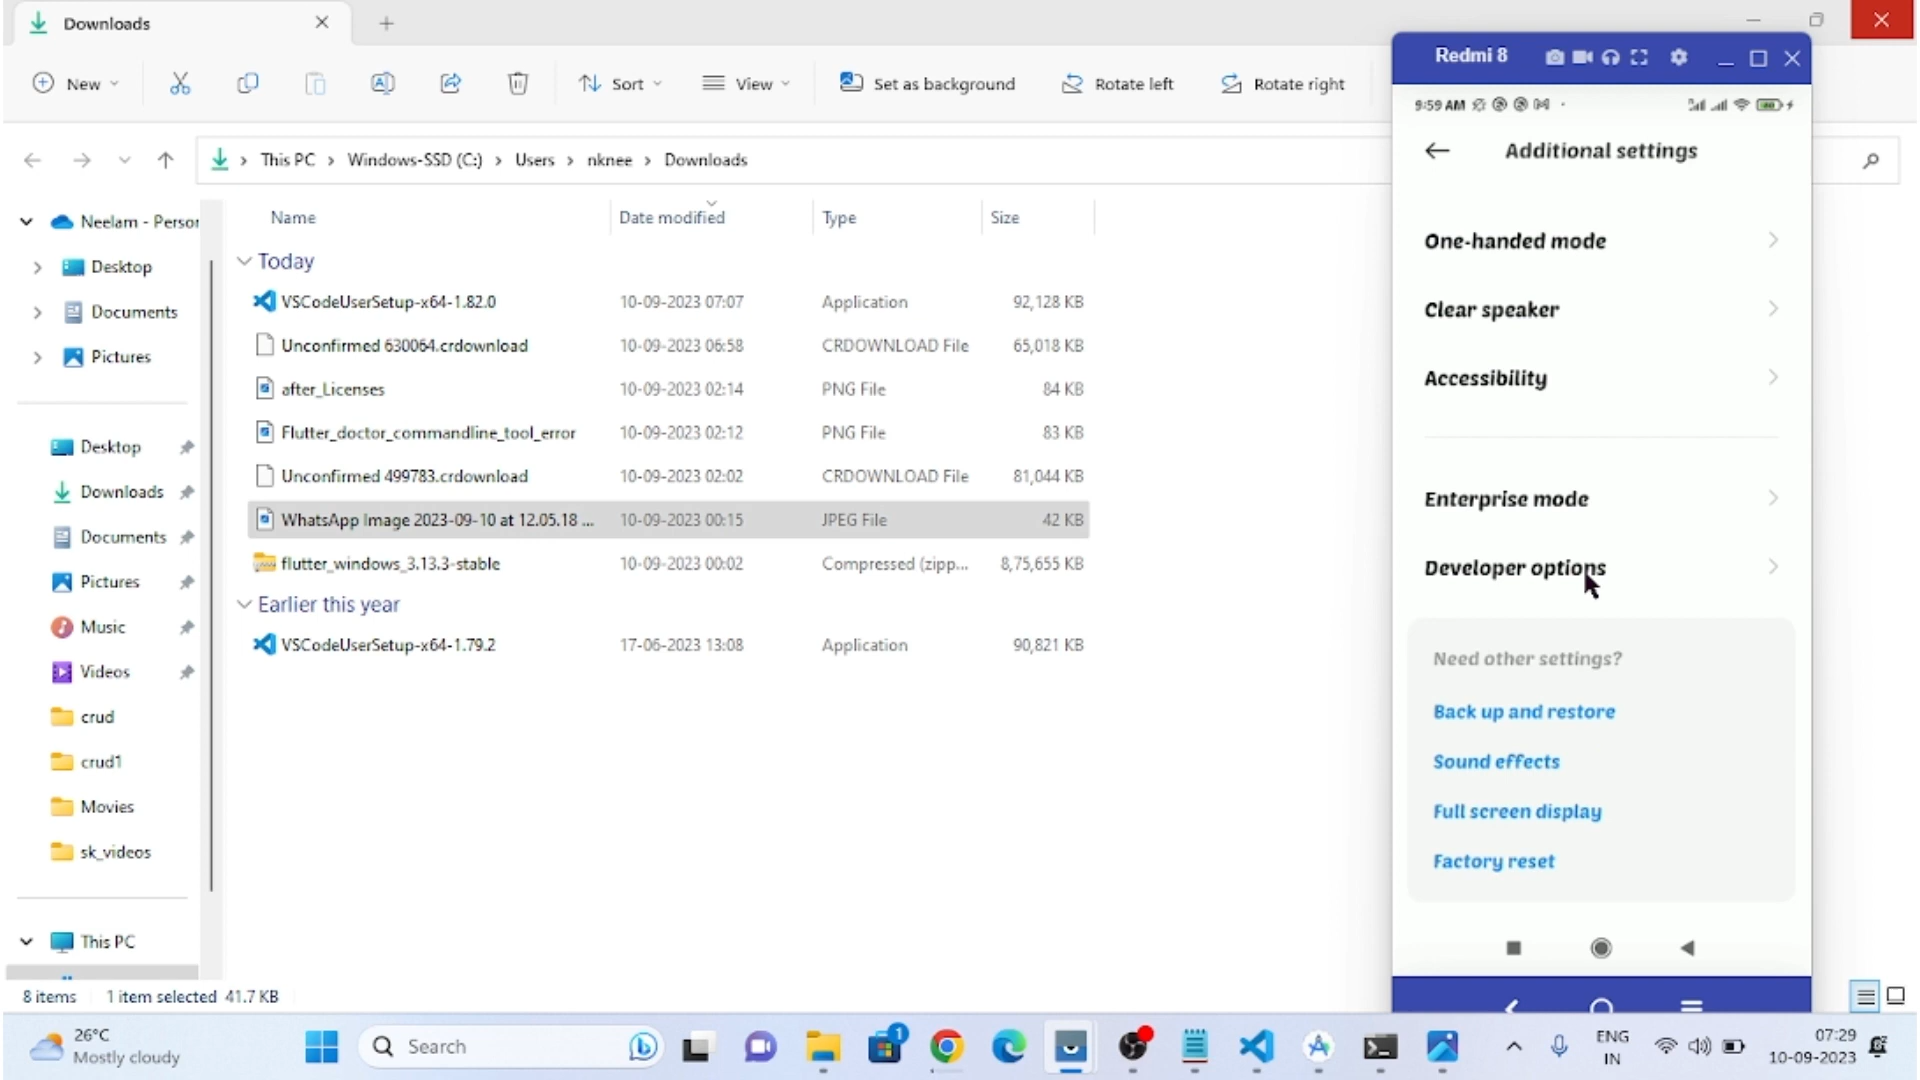 Downloads
New
Sort
View
Set as background
Rotate left
Rotate right
This PC > Windows-SSD (C:) > Users > nknee > Downloads
Neelam - Person
Desktop
Documents
Pictures
Desktop
Downloads
Documents
Pictures
Music
Videos
crud
crud1
Movies
sk_videos
This PC
Name Date modified Type Size
Today
VSCodeUserSetup-x64-1.82.0 10-09-2023 07:07 Application 92,128 KB
Unconfirmed 630064.crdownload 10-09-2023 06:58 CRDOWNLOAD File 65,018 KB
after_Licenses 10-09-2023 02:14 PNG File 84 KB
Flutter_doctor_commandline_tool_error 10-09-2023 02:12 PNG File 83 KB
Unconfirmed 499783.crdownload 10-09-2023 02:02 CRDOWNLOAD File 81,044 KB
WhatsApp Image 2023-09-10 at 12.05.18 ... 10-09-2023 00:15 JPEG File 42 KB
flutter_windows_3.13.3-stable 10-09-2023 00:02 Compressed (zipp... 8,75,655 KB
Earlier this year
VSCodeUserSetup-x64-1.79.2 17-06-2023 13:08 Application 90,821 KB
8 items 1 item selected 41.7 KB
Redmi 8
9:59 AM
Additional settings
One-handed mode
Clear speaker
Accessibility
Enterprise mode
Developer options
Need other settings?
Back up and restore
Sound effects
Full screen display
Factory reset
26°C
Mostly cloudy
Search
1
ENG
IN
07:29
10-09-2023